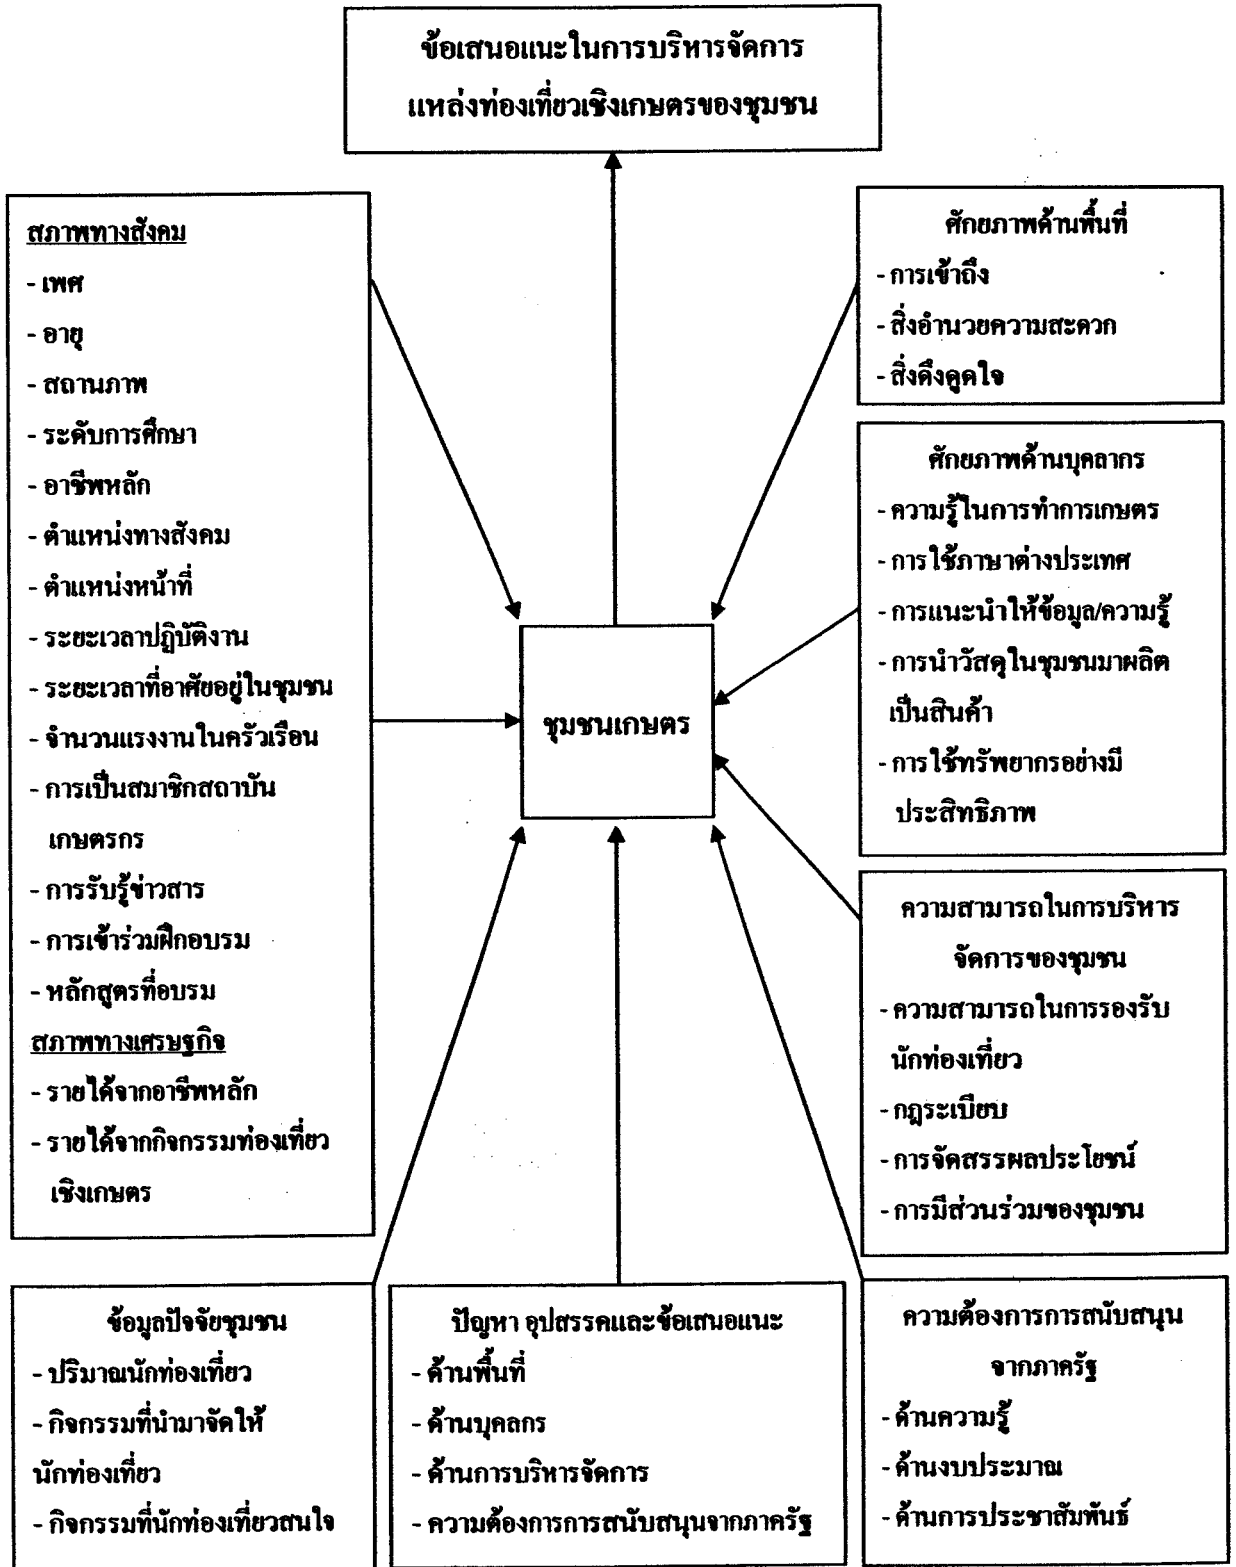 ข้อเสนอแนะในการบริหารจัดการ
แหล่งท่องเที่ยวเชิงเกษตรของชุมชน
สภาพทางสังคม
- เพศ
- อายุ
- สถานภาพ
- ระดับการศึกษา
- อาชีพหลัก
- ตำแหน่งทางสังคม
- ตำแหน่งหน้าที่
- ระยะเวลาปฏิบัติงาน
- ระยะเวลาที่อาศัยอยู่ในชุมชน
- จำนวนแรงงานในครัวเรือน
- การเป็นสมาชิกสถาบัน
เกษตรกร
- การรับรู้ข่าวสาร
- การเข้าร่วมฝึกอบรม
- หลักสูตรที่อบรม
สภาพทางเศรษฐกิจ
- รายได้จากอาชีพหลัก
- รายได้จากกิจกรรมท่องเที่ยว
เชิงเกษตร
ชุมชนเกษตร
ศักยภาพด้านพื้นที่
- การเข้าถึง
- สิ่งอำนวยความสะดวก
- สิ่งดึงดูดใจ
ศักยภาพด้านบุคลากร
- ความรู้ในการทำการเกษตร
- การใช้ภาษาต่างประเทศ
- การแนะนำให้ข้อมูล/ความรู้
- การนำวัสดุในชุมชนมาผลิต
เป็นสินค้า
- การใช้ทรัพยากรอย่างมี
ประสิทธิภาพ
ความสามารถในการบริหาร
จัดการของชุมชน
- ความสามารถในการรองรับ
นักท่องเที่ยว
- กฎระเบียบ
- การจัดสรรผลประโยชน์
- การมีส่วนร่วมของชุมชน
ข้อมูลปัจจัยชุมชน
- ปริมาณนักท่องเที่ยว
- กิจกรรมที่นำมาจัดให้
นักท่องเที่ยว
- กิจกรรมที่นักท่องเที่ยวสนใจ
ปัญหา อุปสรรคและข้อเสนอแนะ
- ด้านพื้นที่
- ด้านบุคลกร
- ด้านการบริหารจัดการ
- ความต้องการการสนับสนุนจากภาครัฐ
ความต้องการการสนับสนุน
จากภาครัฐ
- ด้านความรู้
- ด้านงบประมาณ
- ด้านการประชาสัมพันธ์